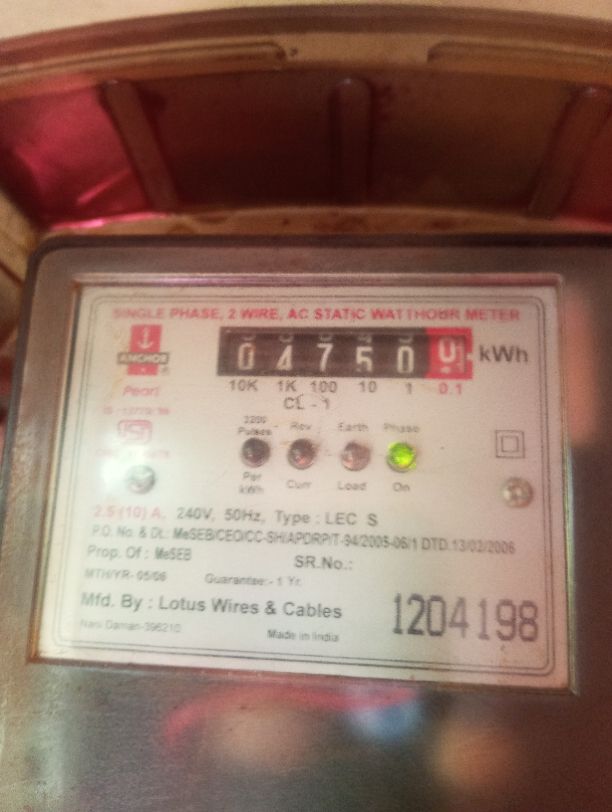 SINGLE PHASE, 2 WIRE, AC STATIC WATTHOUR METER
ANCHOR
Pearl
0 4 7 5 0 kWh
10K 1K 100 10 1 0.1
CL - 1
3200 Pulses Per kWh
Rev Curr
Earth Load
Phase On
2.5 (10) A. 240V, 50Hz, Type : LEC S
P.O. No. & Dt.: MeSEB/CEO/CC-SH/APDRP/T-94/2005-06/1 DTD.13/02/2006
Prop. Of : MeSEB SR.No.:
MTH/YR- 05/06 Guarantee:- 1 Yr.
Mfd. By : Lotus Wires & Cables
Nani Daman-396210 Made in India
1204198